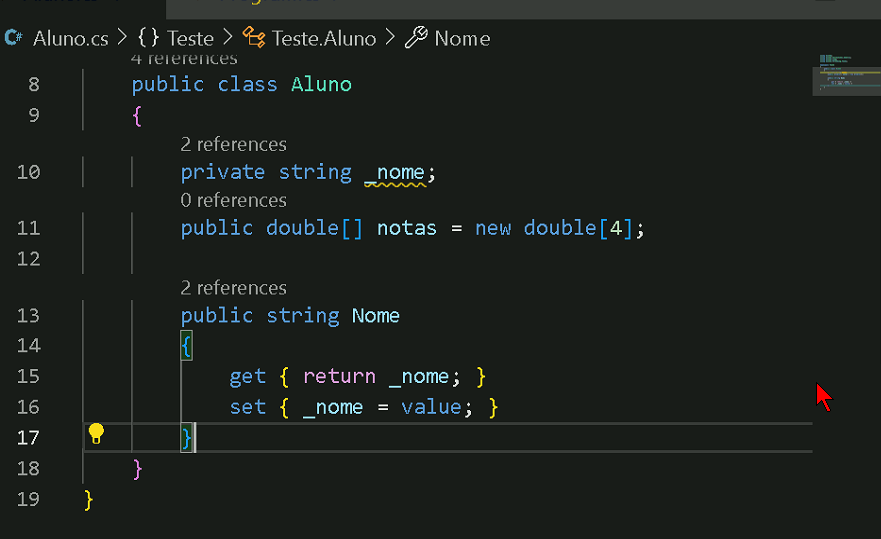 Aluno.cs > {} Teste > Teste.Aluno > Nome
4 references
8 public class Aluno
9 {
2 references
10 private string _nome;
0 references
11 public double[] notas = new double[4];
12
2 references
13 public string Nome
14 {
15 get { return _nome; }
16 set { _nome = value; }
17 }
18 }
19 }